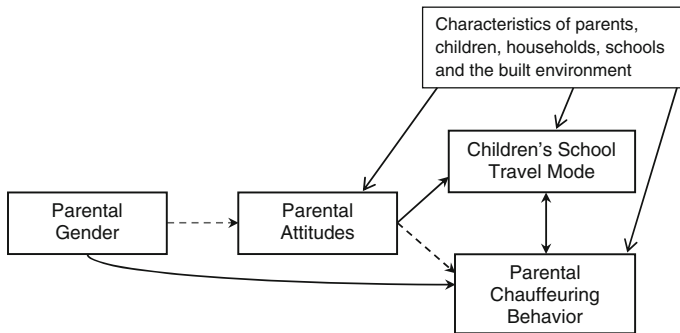 Characteristics of parents,
children, households, schools
and the built environment
Children's School
Travel Mode
Parental
Gender
Parental
Attitudes
Parental
Chauffeuring
Behavior